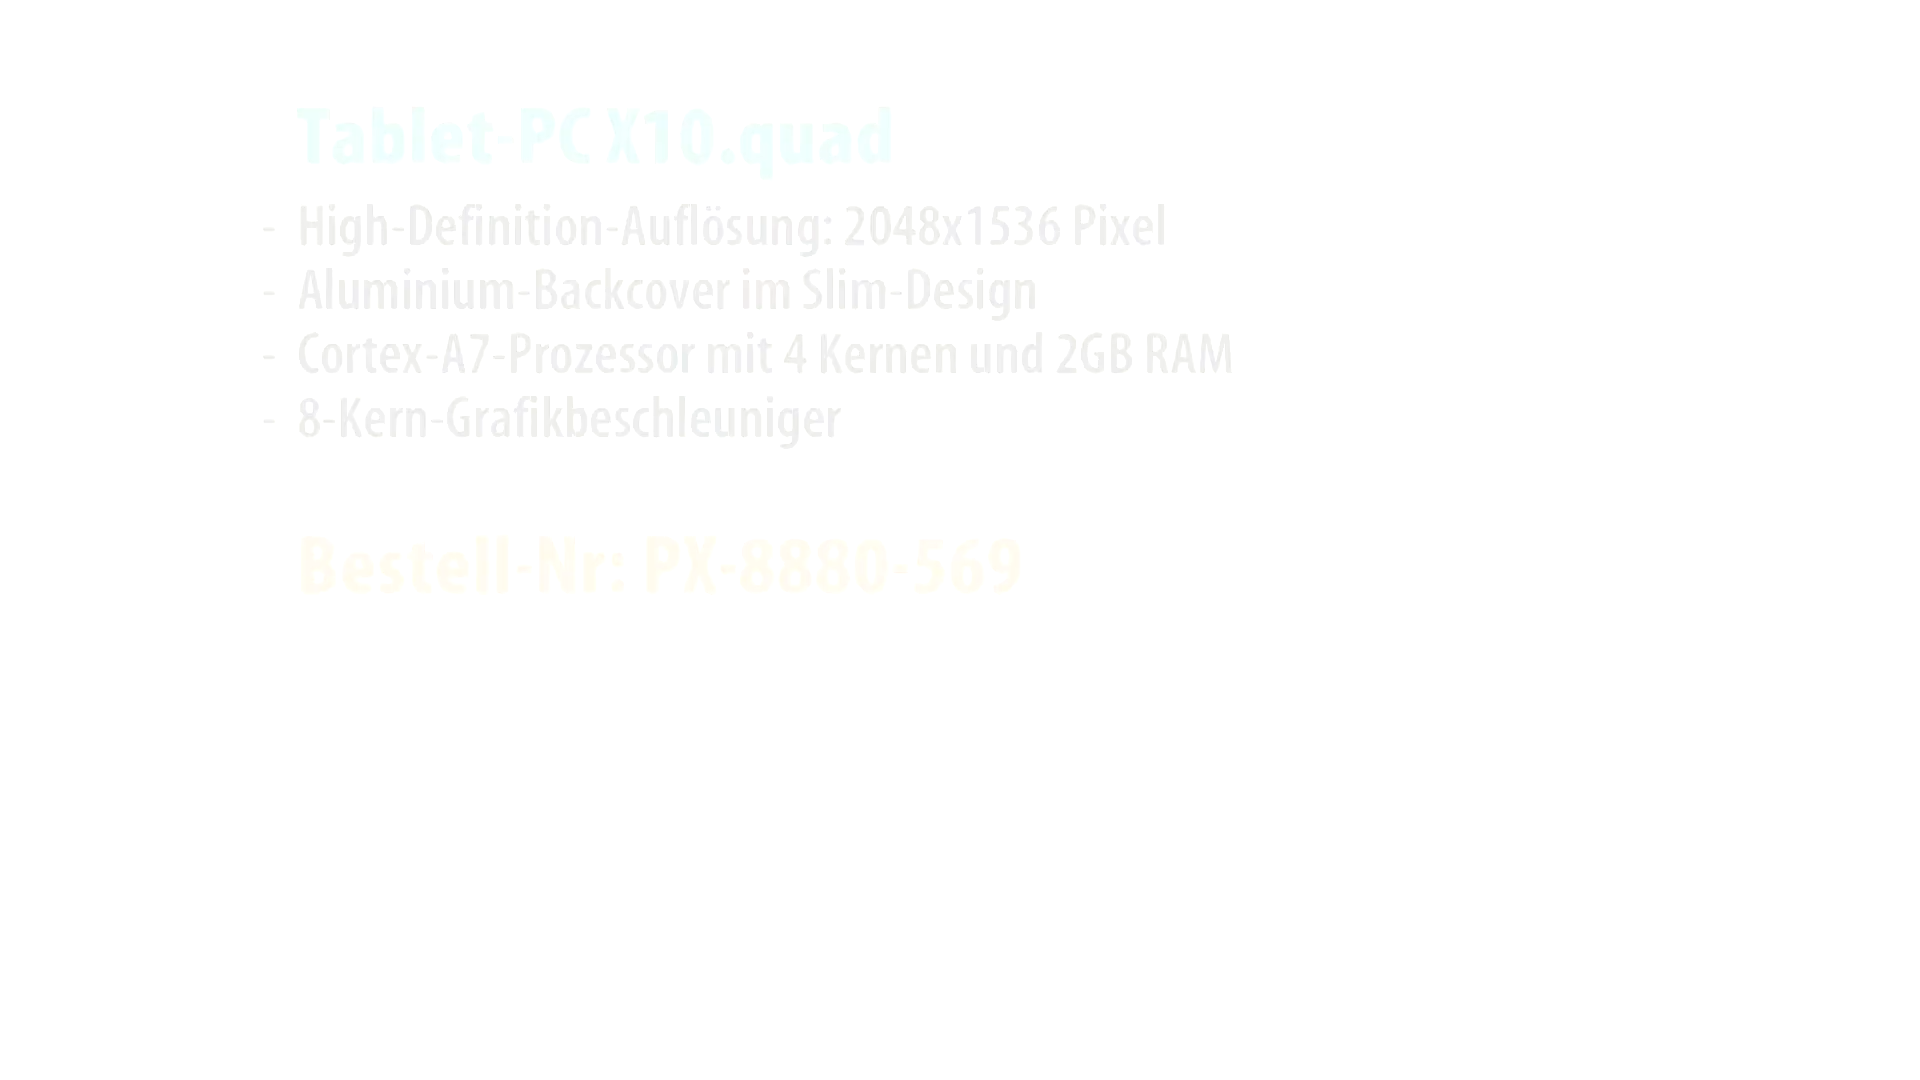 Tablet-PC X10.quad
- High-Definition-Auflösung: 2048x1536 Pixel
- Aluminium-Backcover im Slim-Design
- Cortex-A7-Prozessor mit 4 Kernen und 2GB RAM
- 8-Kern-Grafikbeschleuniger
Bestell-Nr: PX-8880-569